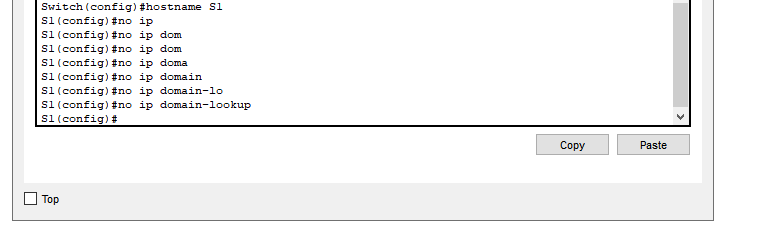 Switch(config)#hostname S1
S1(config)#no ip
S1(config)#no ip dom
S1(config)#no ip dom
S1(config)#no ip doma
S1(config)#no ip domain
S1(config)#no ip domain-lo
S1(config)#no ip domain-lookup
S1(config)#
Copy Paste
Top